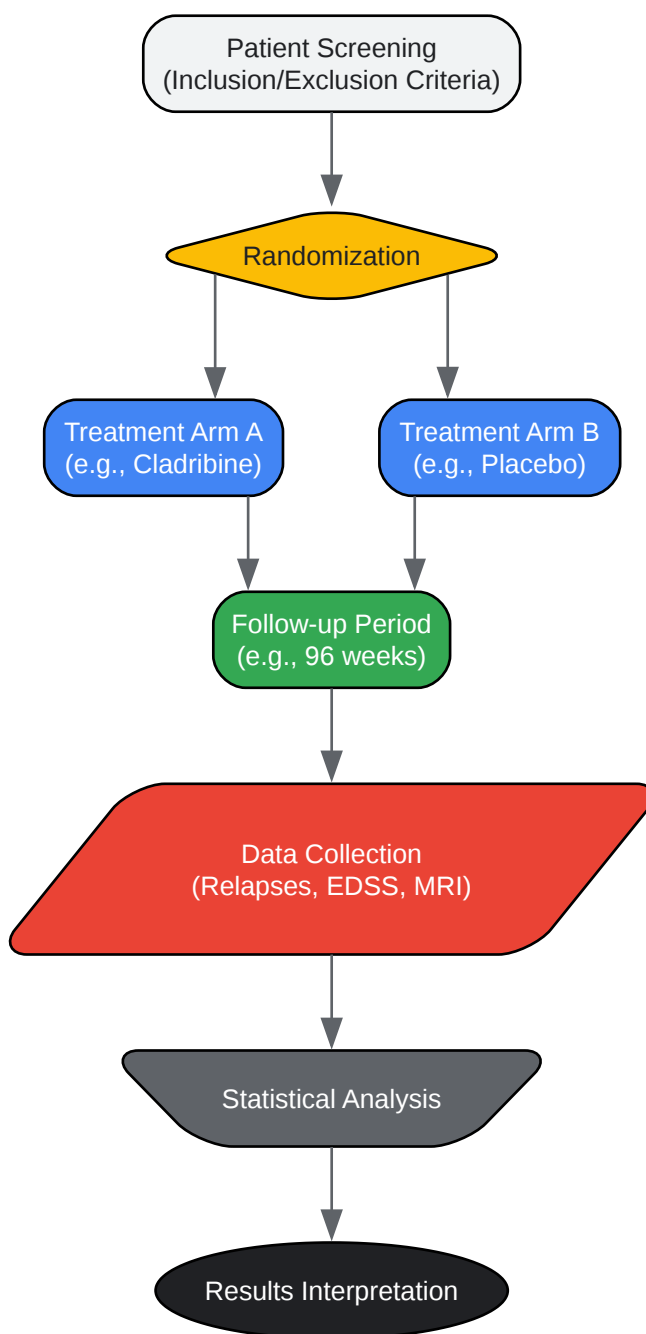 Patient Screening
(Inclusion/Exclusion Criteria)
Randomization
Treatment Arm A
(e.g., Cladribine)
Treatment Arm B
(e.g., Placebo)
Follow-up Period
(e.g., 96 weeks)
Data Collection
(Relapses, EDSS, MRI)
Statistical Analysis
Results Interpretation